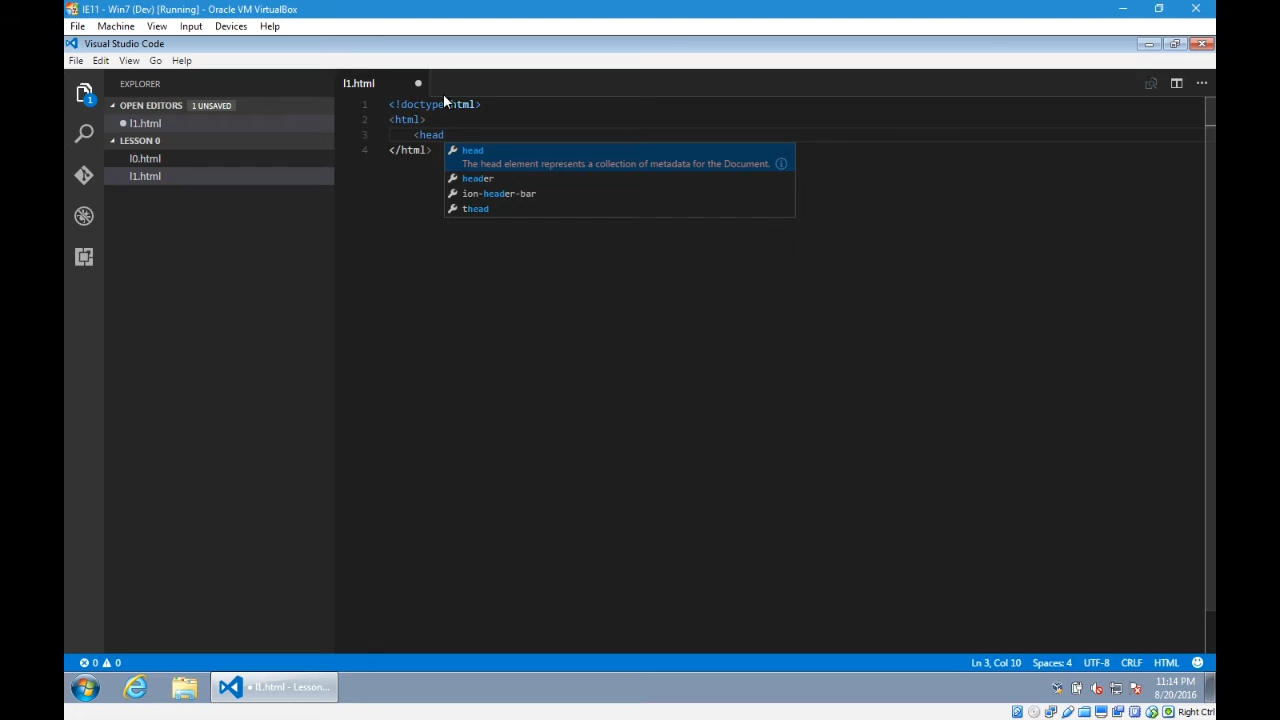 IE11 - Win7 (Dev) [Running] - Oracle VM VirtualBox
File Machine View Input Devices Help
Visual Studio Code
File Edit View Go Help
EXPLORER
l1.html
OPEN EDITORS 1 UNSAVED
l1.html
LESSON 0
l0.html
l1.html
1
1 <!doctype html>
2 <html>
3 <head
4 </html>
head
The head element represents a collection of metadata for the Document.
header
ion-header-bar
thead
0 0
Ln 3, Col 10 Spaces: 4 UTF-8 CRLF HTML
• l1.html - Lesson...
11:14 PM
8/20/2016
Right Ctrl